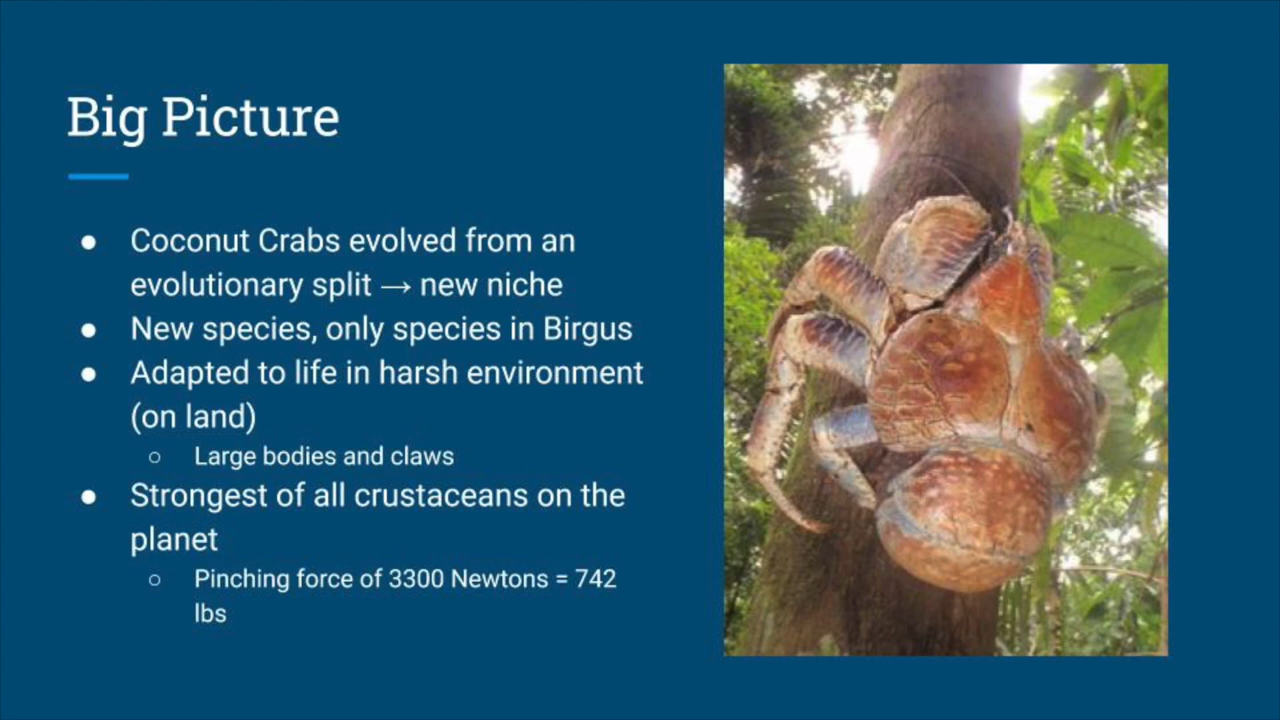 Big Picture
● Coconut Crabs evolved from an
evolutionary split → new niche
● New species, only species in Birgus
● Adapted to life in harsh environment
(on land)
○ Large bodies and claws
● Strongest of all crustaceans on the
planet
○ Pinching force of 3300 Newtons = 742
lbs